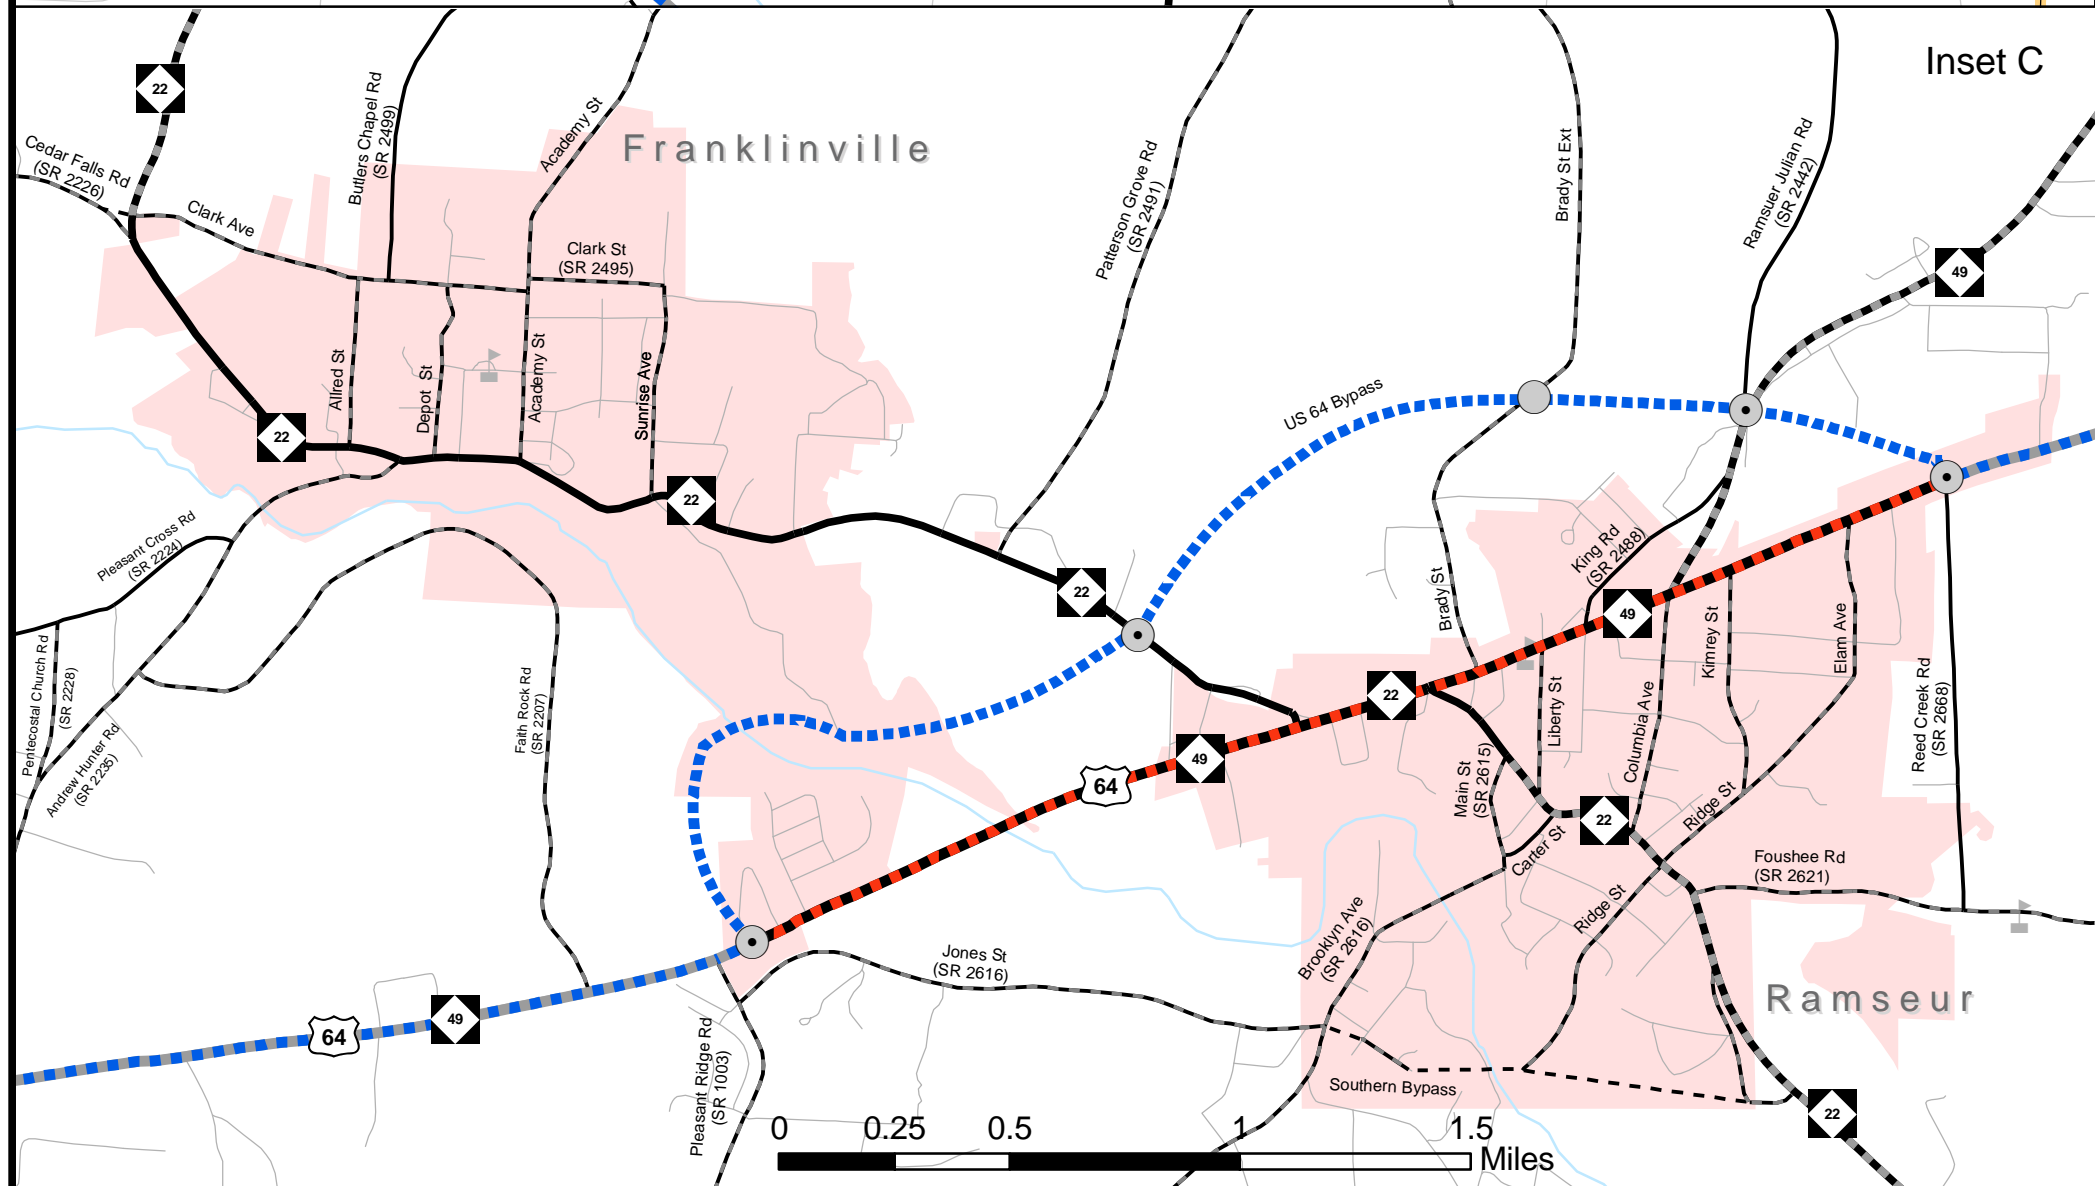 Inset C
22
Cedar Falls Rd
(SR 2226)
Clark Ave
Butlers Chapel Rd
(SR 2499)
Academy St
Franklinville
Clark St
(SR 2495)
Patterson Grove Rd
(SR 2491)
Brady St Ext
Ramsuer Julian Rd
(SR 2442)
49
Allred St
Depot St
Academy St
Sunrise Ave
22
22
US 64 Bypass
Pleasant Cross Rd
(SR 2224)
22
King Rd
(SR 2488)
Brady St
49
Kimrey St
Elam Ave
Pentecostal Church Rd
(SR 2228)
Andrew Hunter Rd
(SR 2235)
Faith Rock Rd
(SR 2207)
22
Liberty St
Columbia Ave
Reed Creek Rd
(SR 2668)
49
64
Main St
(SR 2615)
22
Ridge St
Carter St
Foushee Rd
(SR 2621)
Ridge St
Brooklyn Ave
(SR 2616)
Jones St
(SR 2616)
Ramseur
49
64
Pleasant Ridge Rd
(SR 1003)
Southern Bypass
22
0 0.25 0.5 1 1.5
Miles